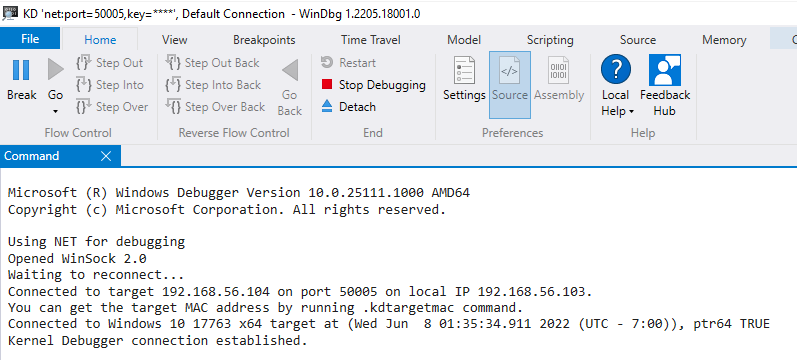 KD 'net:port=50005,key=****', Default Connection - WinDbg 1.2205.18001.0
File Home View Breakpoints Time Travel Model Scripting Source Memory
Break
Go
Step Out
Step Into
Step Over
Flow Control
Step Out Back
Step Into Back
Step Over Back
Go Back
Reverse Flow Control
Restart
Stop Debugging
Detach
End
Settings
Source
Assembly
Preferences
Local Help
Feedback Hub
Help
Command
Microsoft (R) Windows Debugger Version 10.0.25111.1000 AMD64
Copyright (c) Microsoft Corporation. All rights reserved.
Using NET for debugging
Opened WinSock 2.0
Waiting to reconnect...
Connected to target 192.168.56.104 on port 50005 on local IP 192.168.56.103.
You can get the target MAC address by running .kdtargetmac command.
Connected to Windows 10 17763 x64 target at (Wed Jun  8 01:35:34.911 2022 (UTC - 7:00)), ptr64 TRUE
Kernel Debugger connection established.